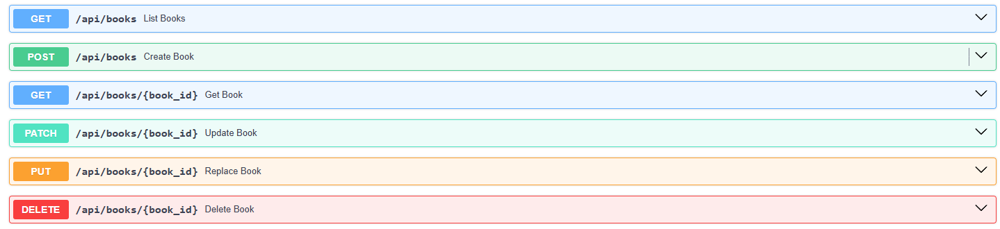 GET /api/books List Books
POST /api/books Create Book
GET /api/books/{book_id} Get Book
PATCH /api/books/{book_id} Update Book
PUT /api/books/{book_id} Replace Book
DELETE /api/books/{book_id} Delete Book